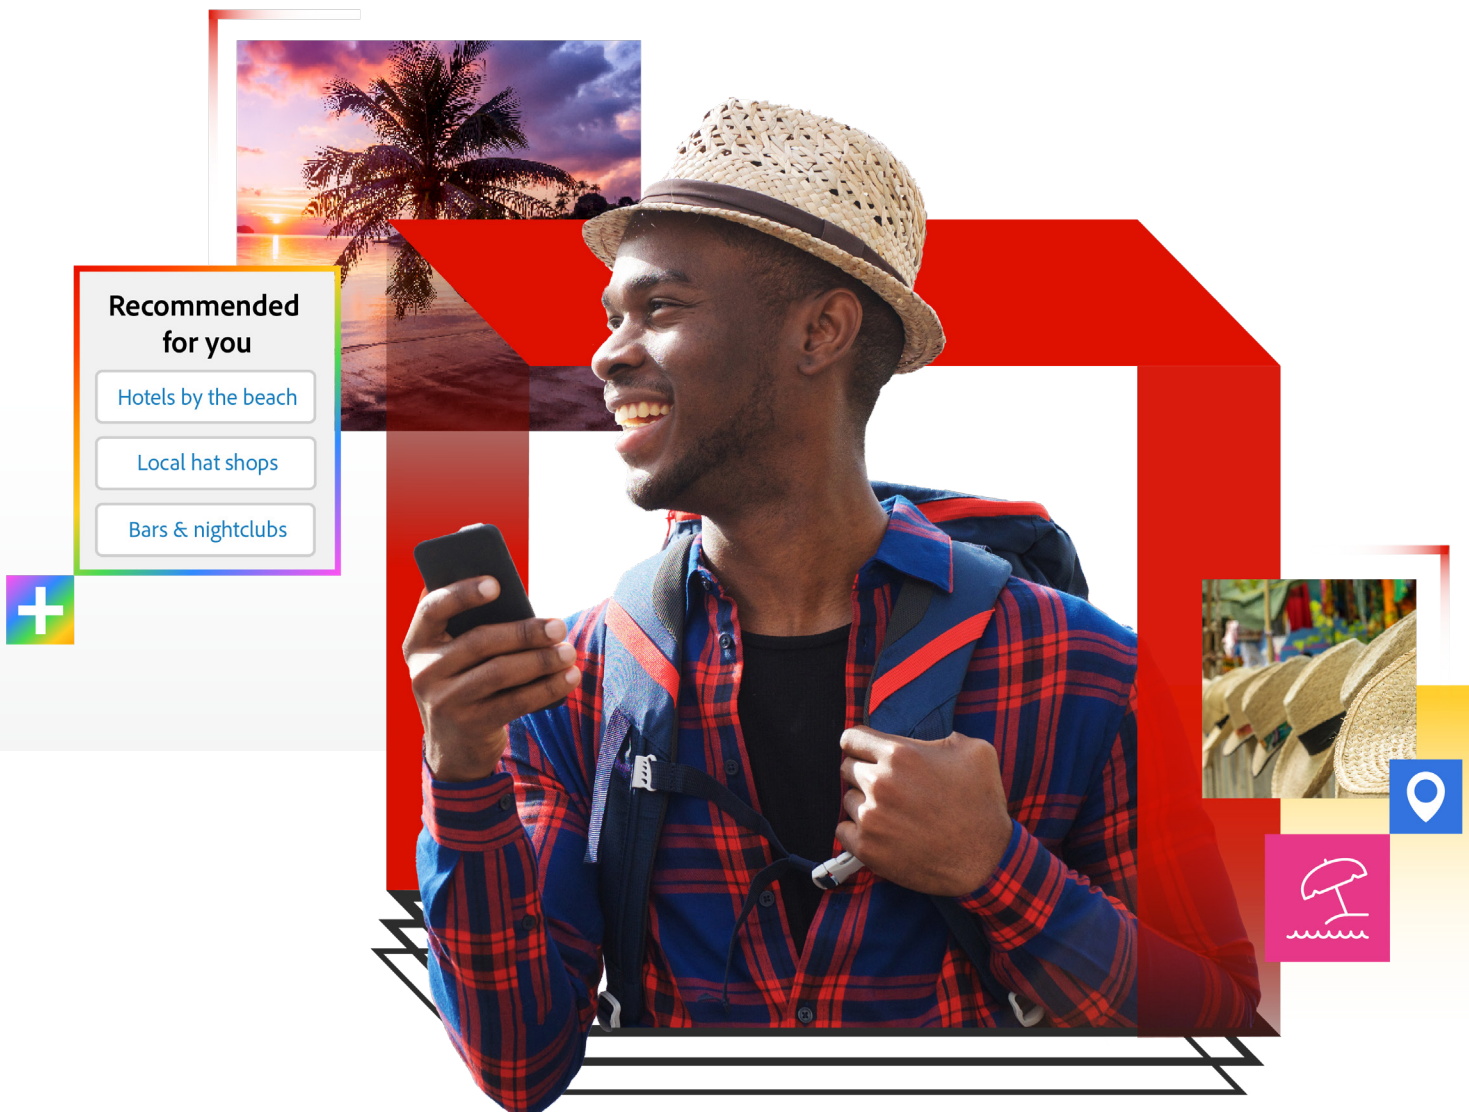 Recommended
for you
Hotels by the beach
Local hat shops
Bars & nightclubs